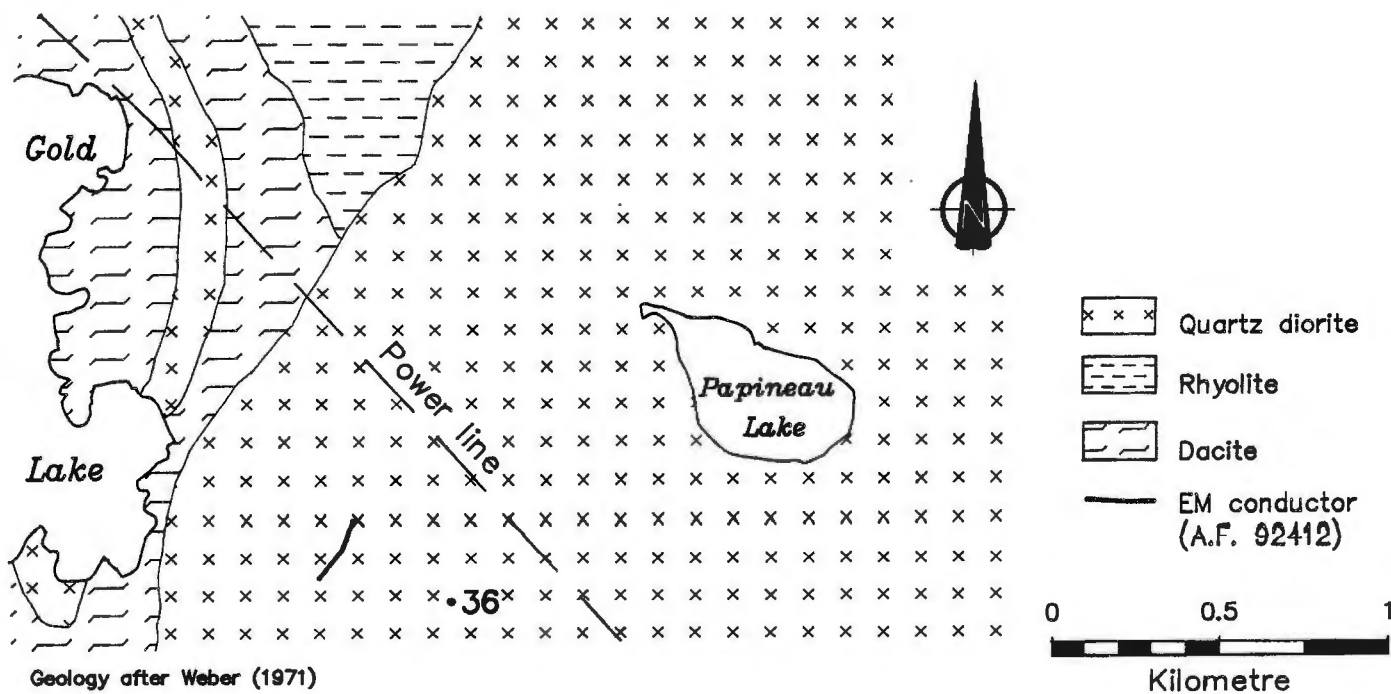 Gold
Lake
Power line
Papineau
Lake
•36
N
Quartz diorite
Rhyolite
Dacite
EM conductor
(A.F. 92412)
0 0.5 1
Kilometre
Geology after Weber (1971)